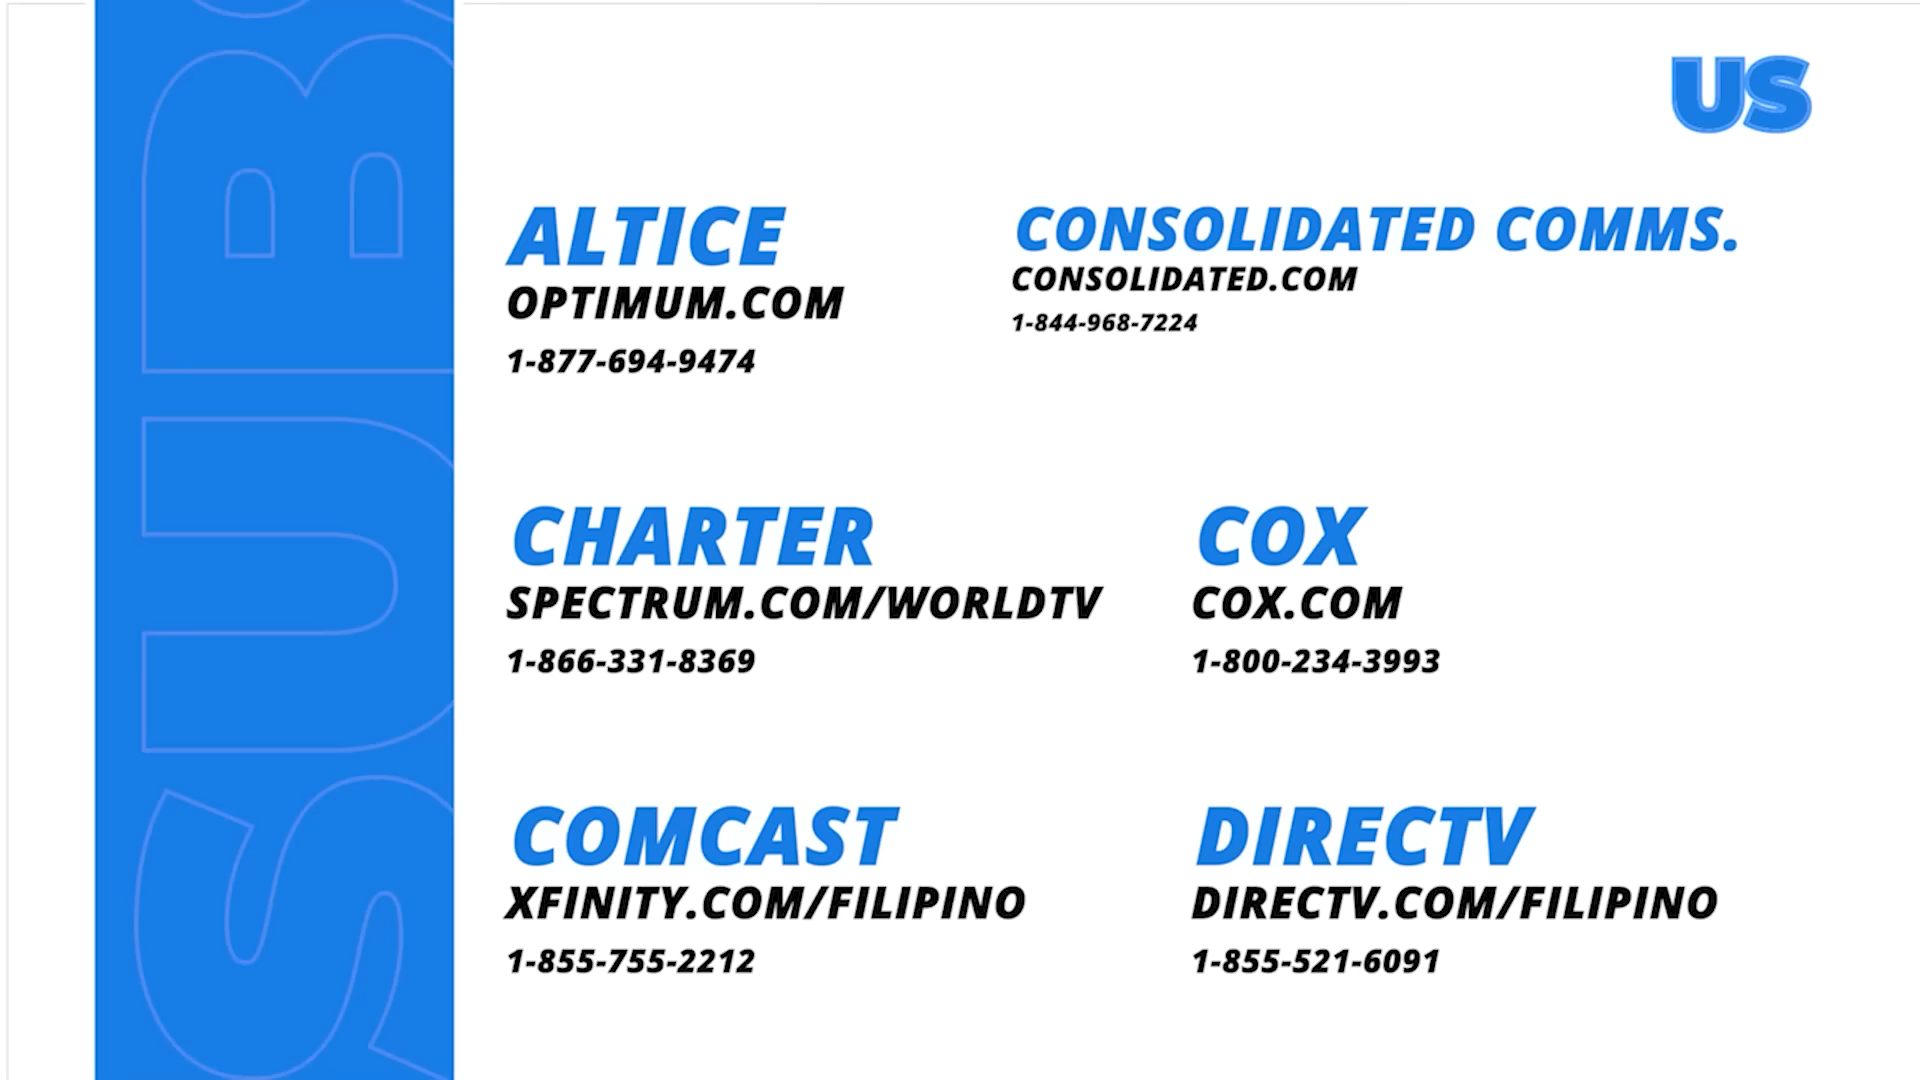 US
ALTICE
OPTIMUM.COM
1-877-694-9474
CONSOLIDATED COMMS.
CONSOLIDATED.COM
1-844-968-7224
CHARTER
SPECTRUM.COM/WORLDTV
1-866-331-8369
COX
COX.COM
1-800-234-3993
COMCAST
XFINITY.COM/FILIPINO
1-855-755-2212
DIRECTV
DIRECTV.COM/FILIPINO
1-855-521-6091